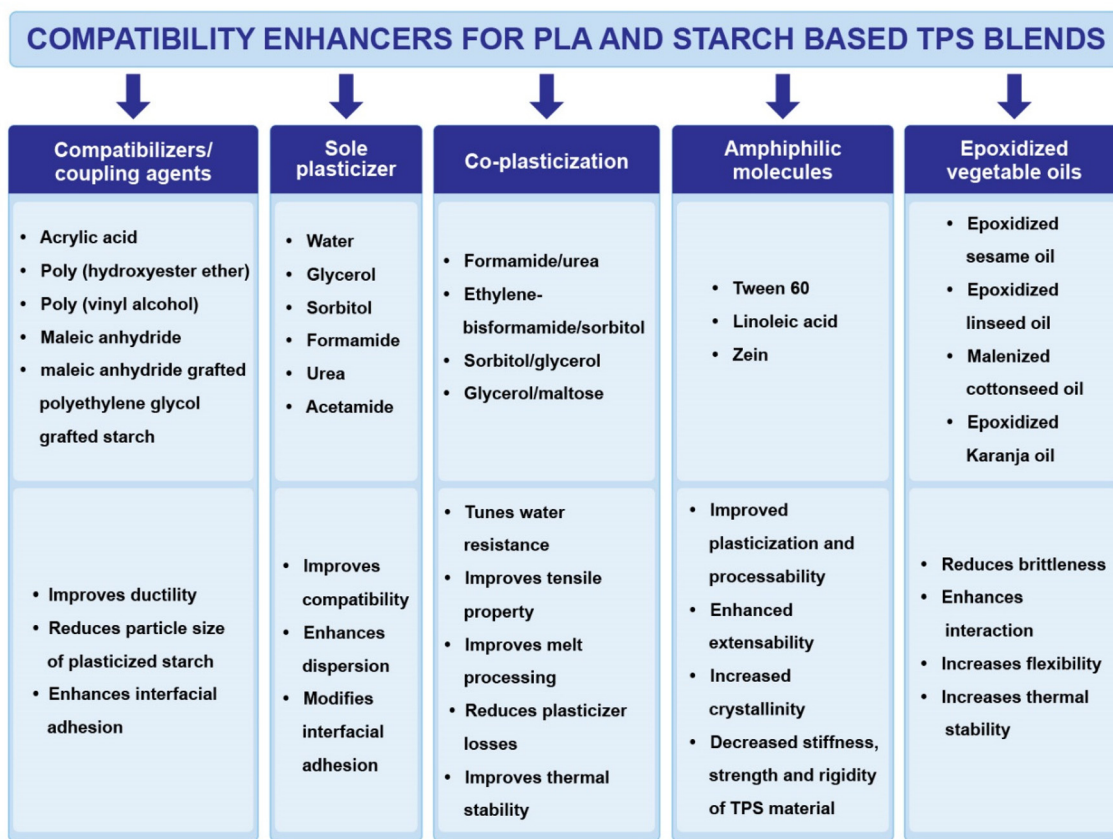 COMPATIBILITY ENHANCERS FOR PLA AND STARCH BASED TPS BLENDS
Compatibilizers/
coupling agents
• Acrylic acid
• Poly (hydroxyester ether)
• Poly (vinyl alcohol)
• Maleic anhydride
• maleic anhydride grafted
polyethylene glycol
grafted starch
• Improves ductility
• Reduces particle size
of plasticized starch
• Enhances interfacial
adhesion
Sole
plasticizer
• Water
• Glycerol
• Sorbitol
• Formamide
• Urea
• Acetamide
• Improves
compatibility
• Enhances
dispersion
• Modifies
interfacial
adhesion
Co-plasticization
• Formamide/urea
• Ethylene-
bisformamide/sorbitol
• Sorbitol/glycerol
• Glycerol/maltose
• Tunes water
resistance
• Improves tensile
property
• Improves melt
processing
• Reduces plasticizer
losses
• Improves thermal
stability
Amphiphilic
molecules
• Tween 60
• Linoleic acid
• Zein
• Improved
plasticization and
processability
• Enhanced
extensability
• Increased
crystallinity
• Decreased stiffness,
strength and rigidity
of TPS material
Epoxidized
vegetable oils
• Epoxidized
sesame oil
• Epoxidized
linseed oil
• Malenized
cottonseed oil
• Epoxidized
Karanja oil
• Reduces brittleness
• Enhances
interaction
• Increases flexibility
• Increases thermal
stability